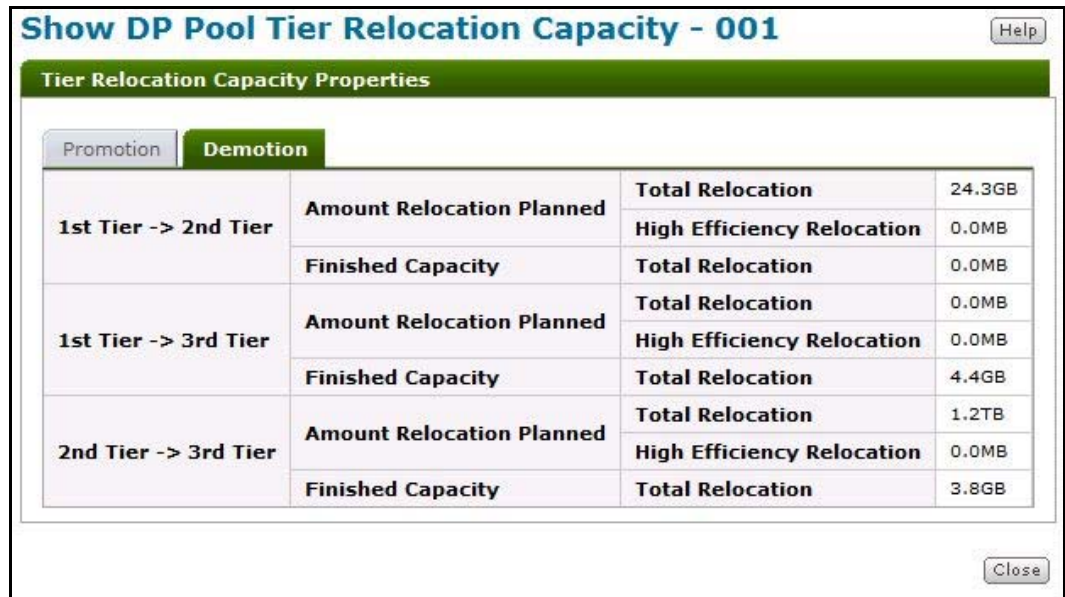 Show DP Pool Tier Relocation Capacity - 001
Help
Tier Relocation Capacity Properties
Promotion Demotion
1st Tier -> 2nd Tier Amount Relocation Planned Total Relocation 24.3GB
High Efficiency Relocation 0.0MB
Finished Capacity Total Relocation 0.0MB
1st Tier -> 3rd Tier Amount Relocation Planned Total Relocation 0.0MB
High Efficiency Relocation 0.0MB
Finished Capacity Total Relocation 4.4GB
2nd Tier -> 3rd Tier Amount Relocation Planned Total Relocation 1.2TB
High Efficiency Relocation 0.0MB
Finished Capacity Total Relocation 3.8GB
Close